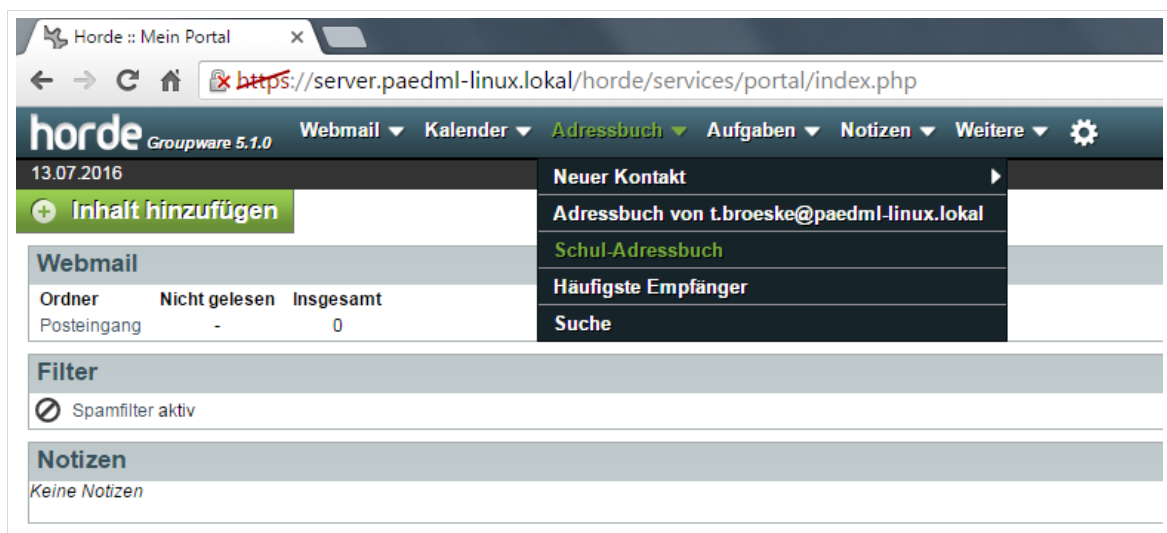 Horde :: Mein Portal
https://server.paedml-linux.lokal/horde/services/portal/index.php
horde Groupware 5.1.0 Webmail Kalender Adressbuch Aufgaben Notizen Weitere
13.07.2016
Neuer Kontakt
Inhalt hinzufügen
Adressbuch von t.broeske@paedml-linux.lokal
Schul-Adressbuch
Häufigste Empfänger
Suche
Webmail
Ordner Nicht gelesen Insgesamt
Posteingang - 0
Filter
Spamfilter aktiv
Notizen
Keine Notizen